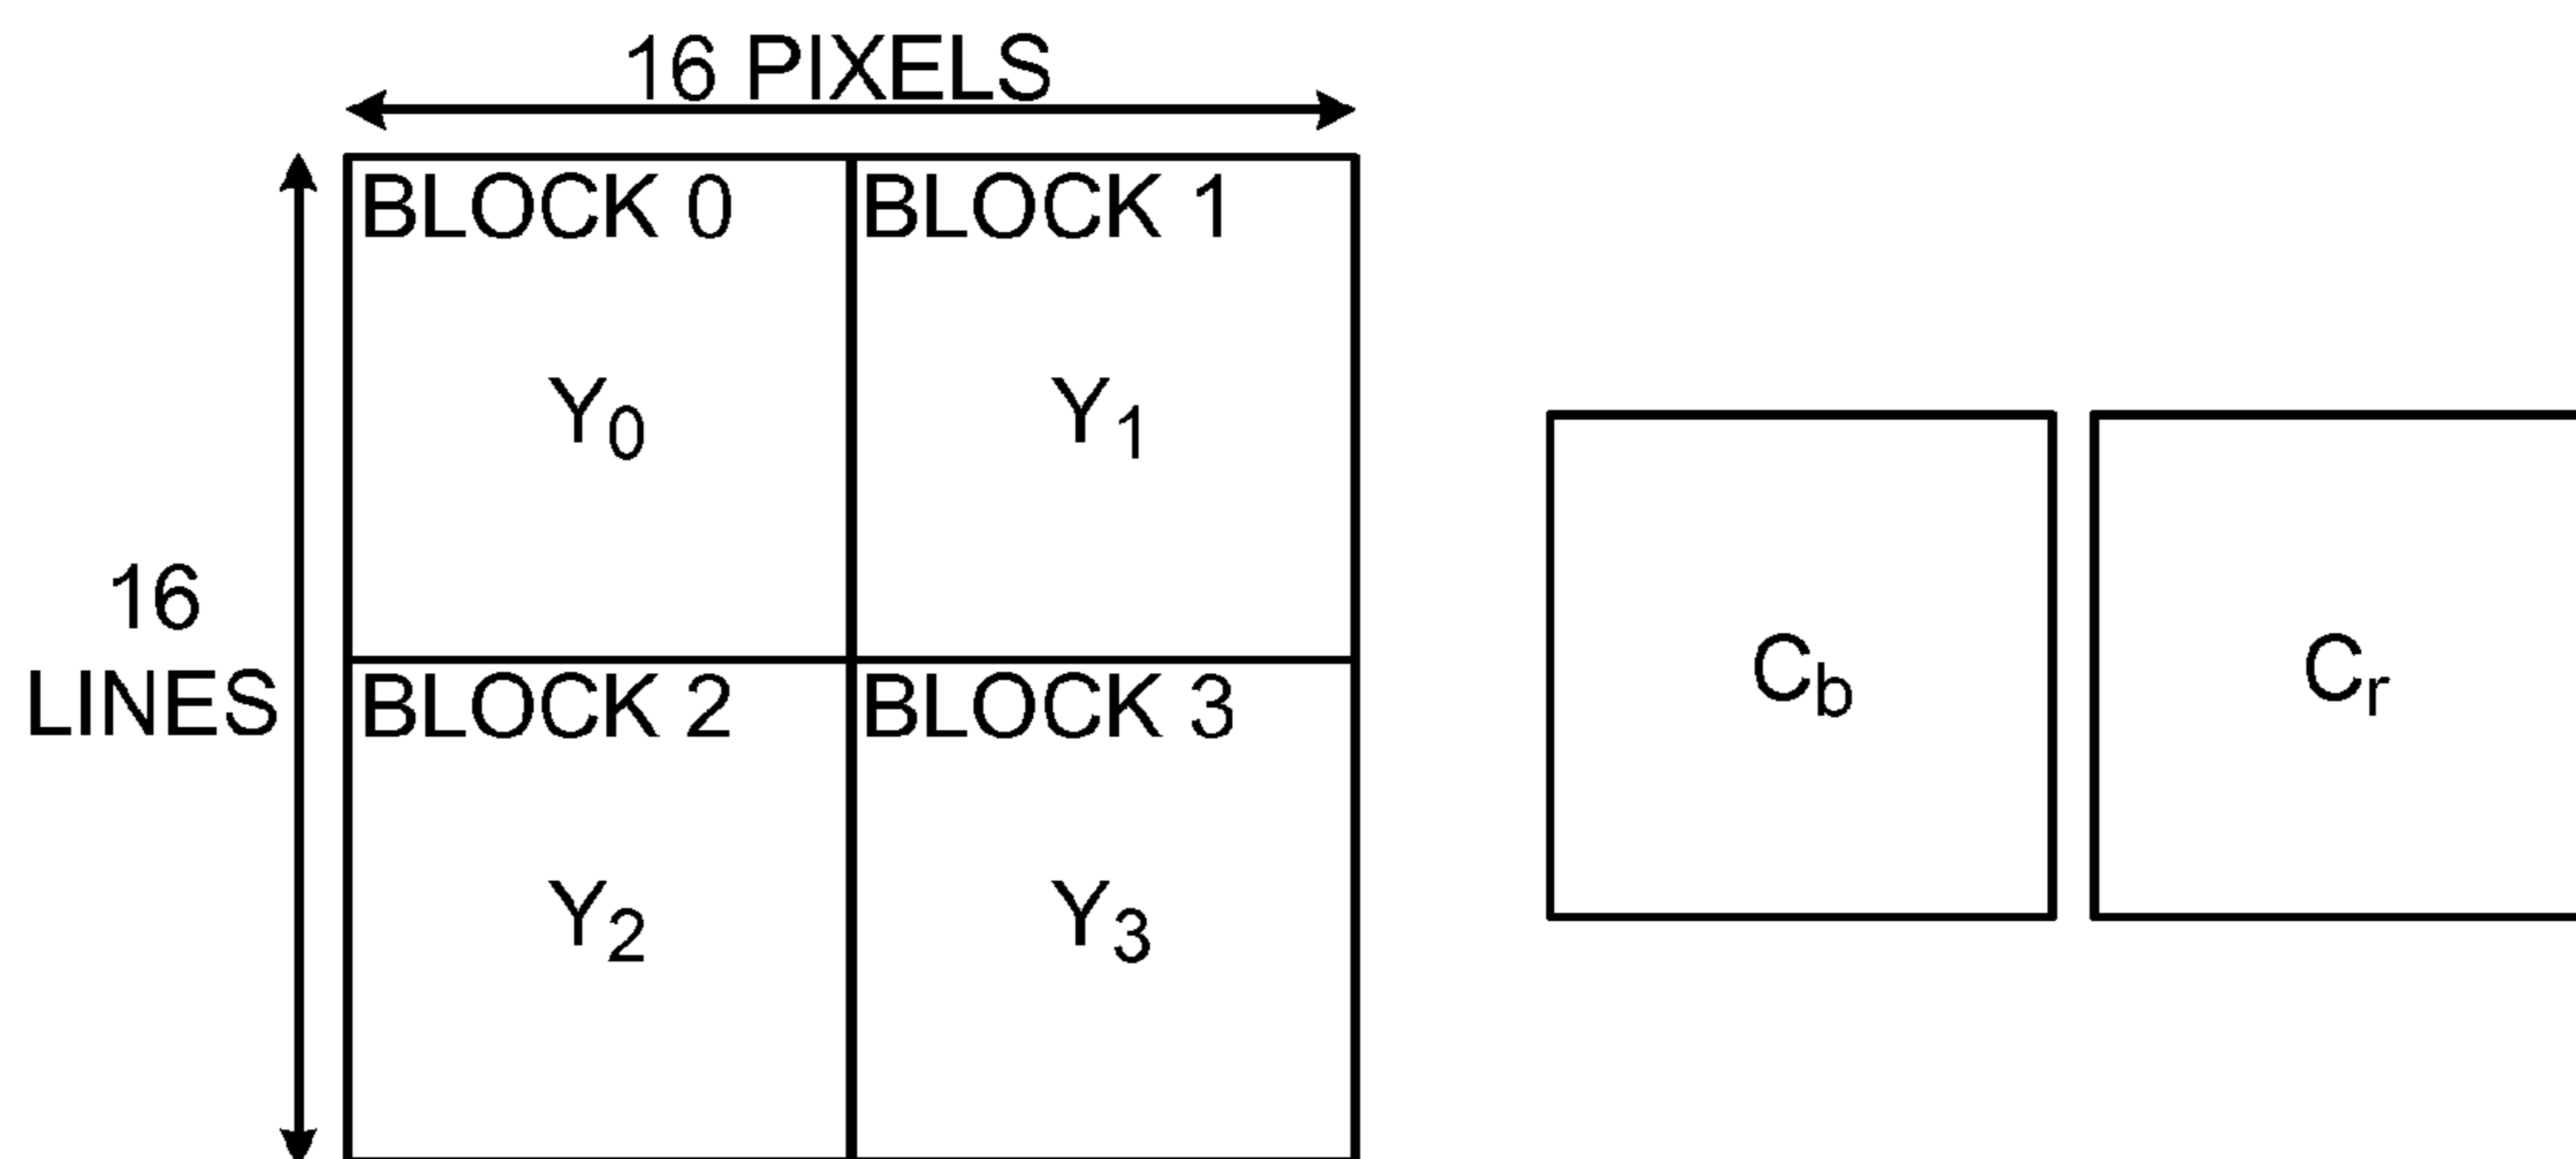 16 PIXELS
BLOCK 0
BLOCK 1
Y0
Y1
16
LINES
BLOCK 2
BLOCK 3
Cb
Cr
Y2
Y3